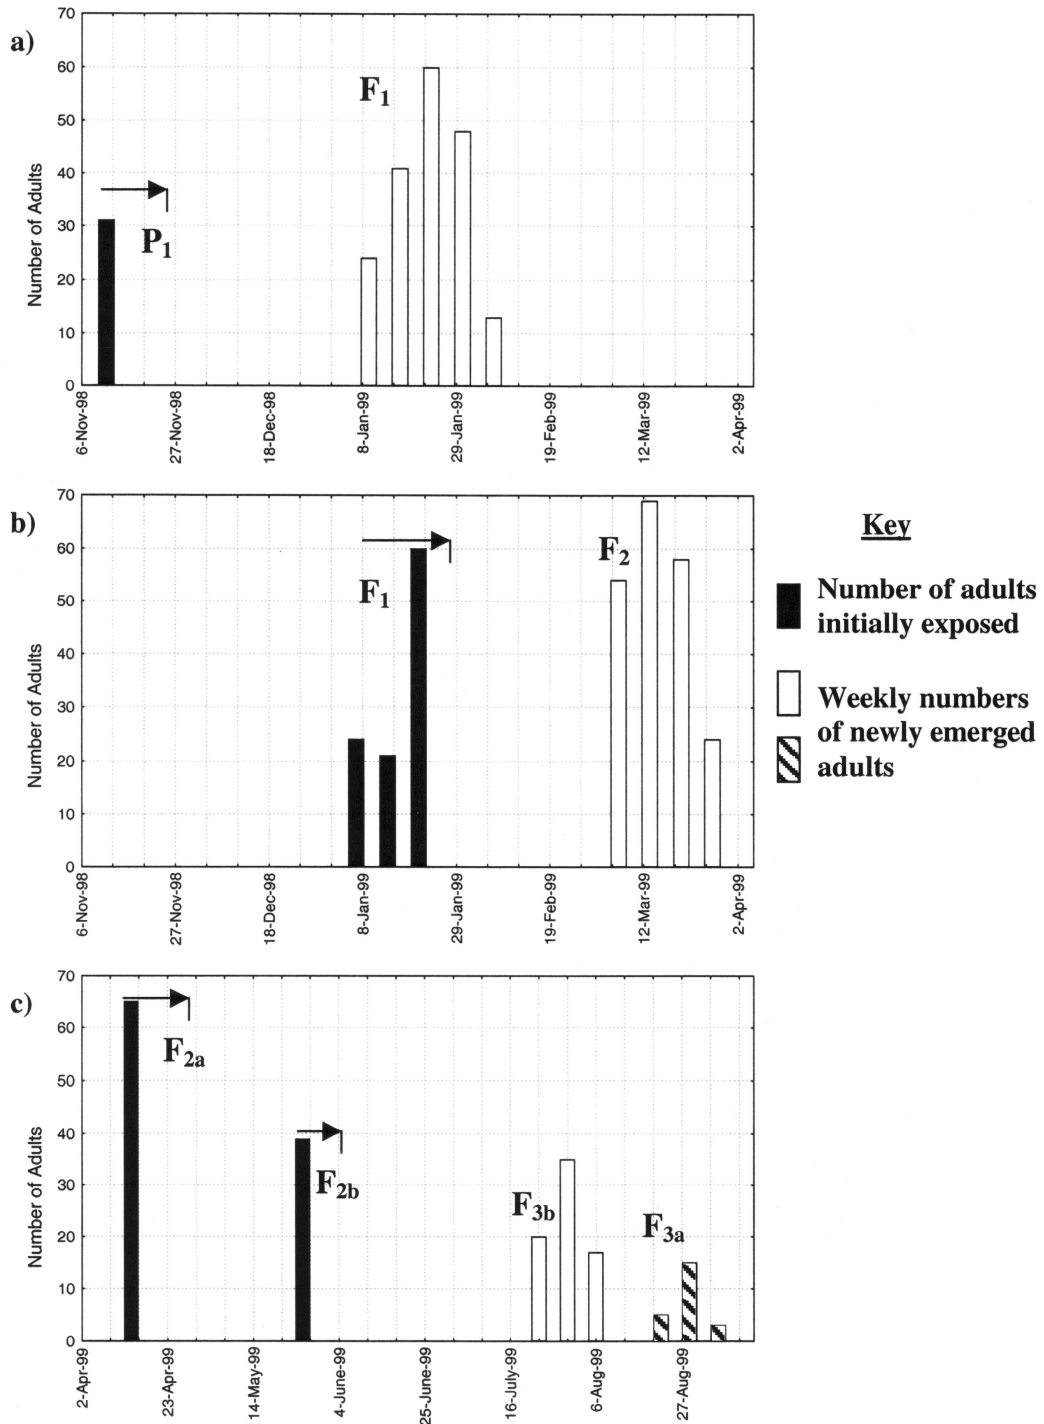 a)
Number of Adults
70
60
50
40
30
20
10
0
P1
F1
6-Nov-98
27-Nov-98
18-Dec-98
8-Jan-99
29-Jan-99
19-Feb-99
12-Mar-99
2-Apr-99
b)
Number of Adults
70
60
50
40
30
20
10
0
F1
F2
6-Nov-98
27-Nov-98
18-Dec-98
8-Jan-99
29-Jan-99
19-Feb-99
12-Mar-99
2-Apr-99
Key
Number of adults
initially exposed
Weekly numbers
of newly emerged
adults
c)
Number of Adults
70
60
50
40
30
20
10
0
F2a
F2b
F3b
F3a
2-Apr-99
23-Apr-99
14-May-99
4-June-99
25-June-99
16-July-99
6-Aug-99
27-Aug-99